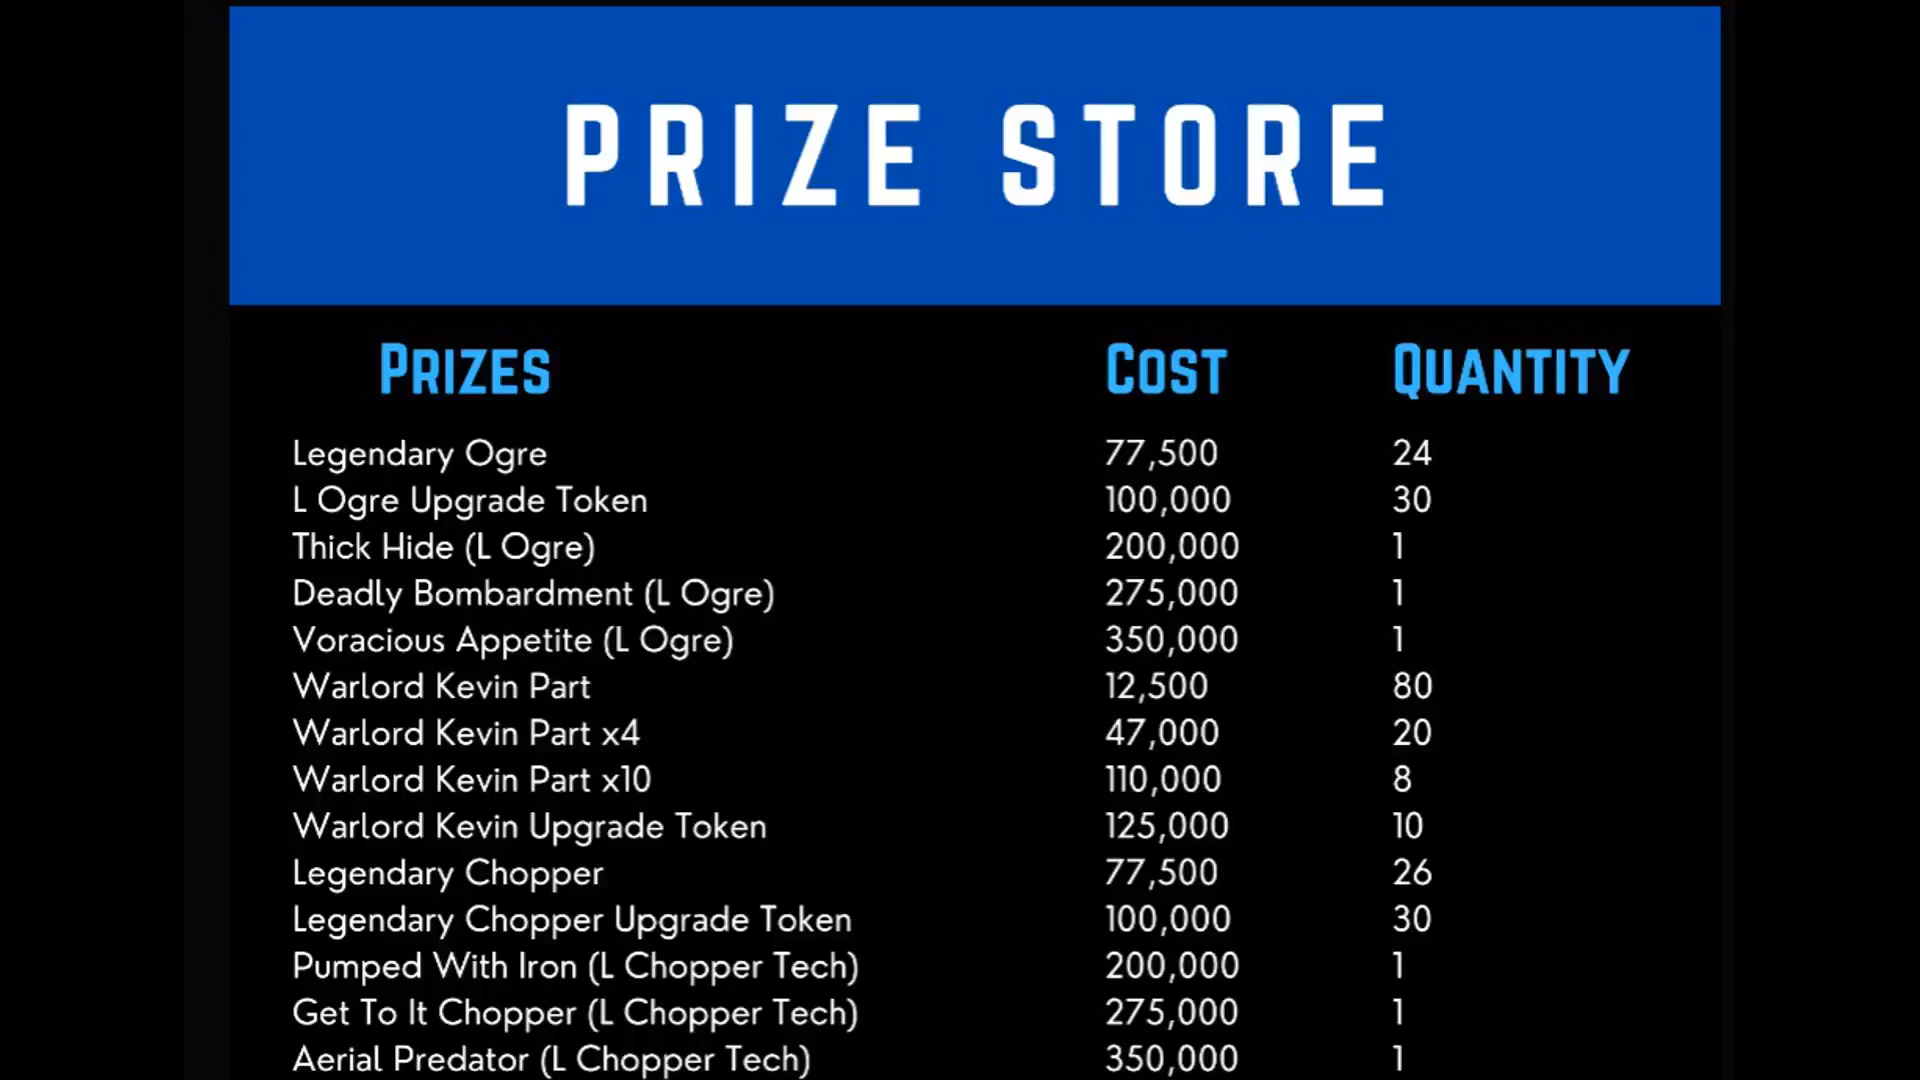 PRIZE STORE
PRIZES COST QUANTITY
Legendary Ogre 77,500 24
L Ogre Upgrade Token 100,000 30
Thick Hide (L Ogre) 200,000 1
Deadly Bombardment (L Ogre) 275,000 1
Voracious Appetite (L Ogre) 350,000 1
Warlord Kevin Part 12,500 80
Warlord Kevin Part x4 47,000 20
Warlord Kevin Part x10 110,000 8
Warlord Kevin Upgrade Token 125,000 10
Legendary Chopper 77,500 26
Legendary Chopper Upgrade Token 100,000 30
Pumped With Iron (L Chopper Tech) 200,000 1
Get To It Chopper (L Chopper Tech) 275,000 1
Aerial Predator (L Chopper Tech) 350,000 1